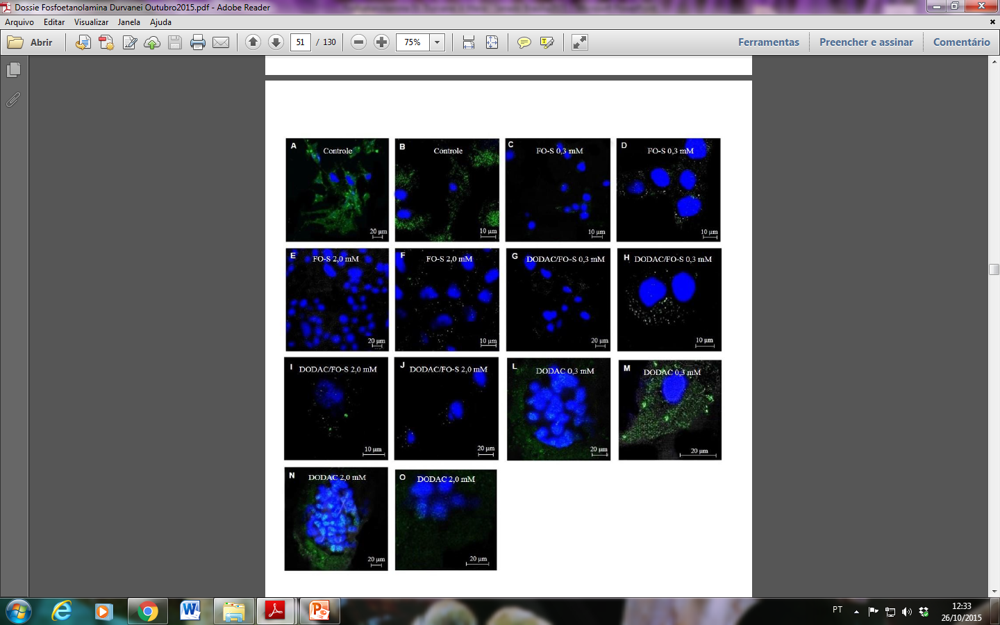 Dossie Fosfoetanolamina Durvanei Outubro2015.pdf - Adobe Reader
Arquivo Editar Visualizar Janela Ajuda
Abrir 51 / 130 75% Ferramentas Preencher e assinar Comentário
A Controle 20 µm
B Controle 10 µm
C FO-S 0,3 mM 10 µm
D FO-S 0,3 mM 10 µm
E FO-S 2,0 mM 20 µm
F FO-S 2,0 mM 10 µm
G DODAC/FO-S 0,3 mM 20 µm
H DODAC/FO-S 0,3 mM 10 µm
I DODAC/FO-S 2,0 mM 10 µm
J DODAC/FO-S 2,0 mM 20 µm
L DODAC 0,3 mM 20 µm
M DODAC 0,3 mM 20 µm
N DODAC 2,0 mM 20 µm
O DODAC 2,0 mM 20 µm
PT 12:33
26/10/2015